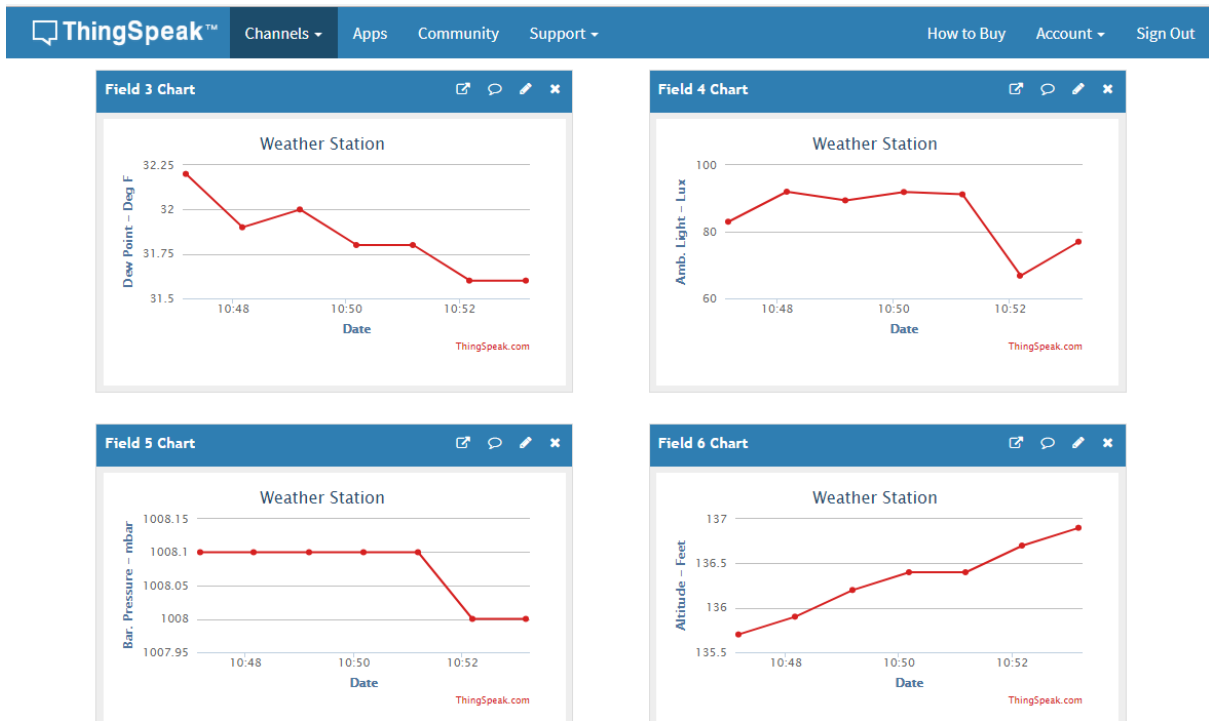 ThingSpeak™ Channels Apps Community Support How to Buy Account Sign Out
Field 3 Chart
Weather Station
32.25
32
31.75
31.5
Dew Point – Deg F
10:48 10:50 10:52
Date
ThingSpeak.com
Field 4 Chart
Weather Station
100
80
60
Amb. Light – Lux
10:48 10:50 10:52
Date
ThingSpeak.com
Field 5 Chart
Weather Station
1008.15
1008.1
1008.05
1008
1007.95
Bar. Pressure – mbar
10:48 10:50 10:52
Date
ThingSpeak.com
Field 6 Chart
Weather Station
137
136.5
136
135.5
Altitude – Feet
10:48 10:50 10:52
Date
ThingSpeak.com